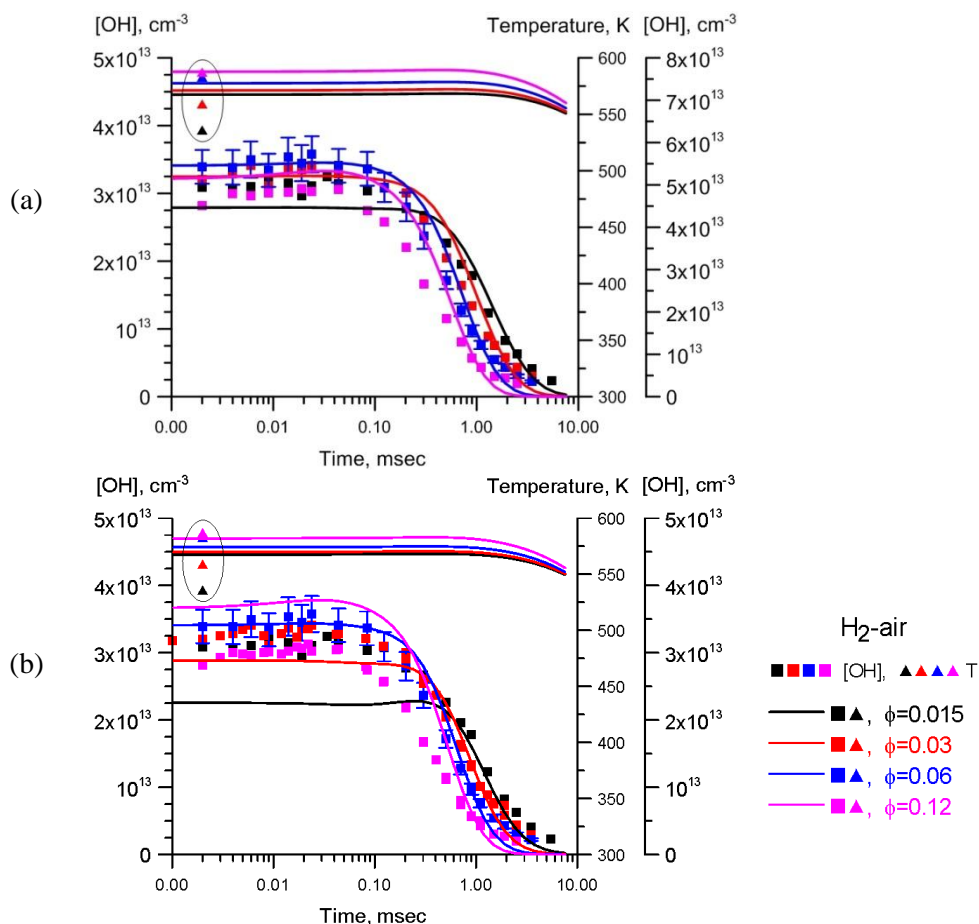 (a)
[OH], cm-3 Temperature, K [OH], cm-3
5x10¹³ 600 8x10¹³
4x10¹³ 550 7x10¹³
3x10¹³ 500 6x10¹³
2x10¹³ 450 5x10¹³
10¹³ 400 4x10¹³
0 350 3x10¹³
300 2x10¹³
10¹³
0
0.00 0.01 0.10 1.00 10.00
Time, msec
(b)
[OH], cm-3 Temperature, K [OH], cm-3
5x10¹³ 600 5x10¹³
4x10¹³ 550 4x10¹³
3x10¹³ 500 3x10¹³
2x10¹³ 450 2x10¹³
10¹³ 400 10¹³
0 350 0
300
0.00 0.01 0.10 1.00 10.00
Time, msec
H₂-air
[OH], T
, ϕ=0.015
, ϕ=0.03
, ϕ=0.06
, ϕ=0.12